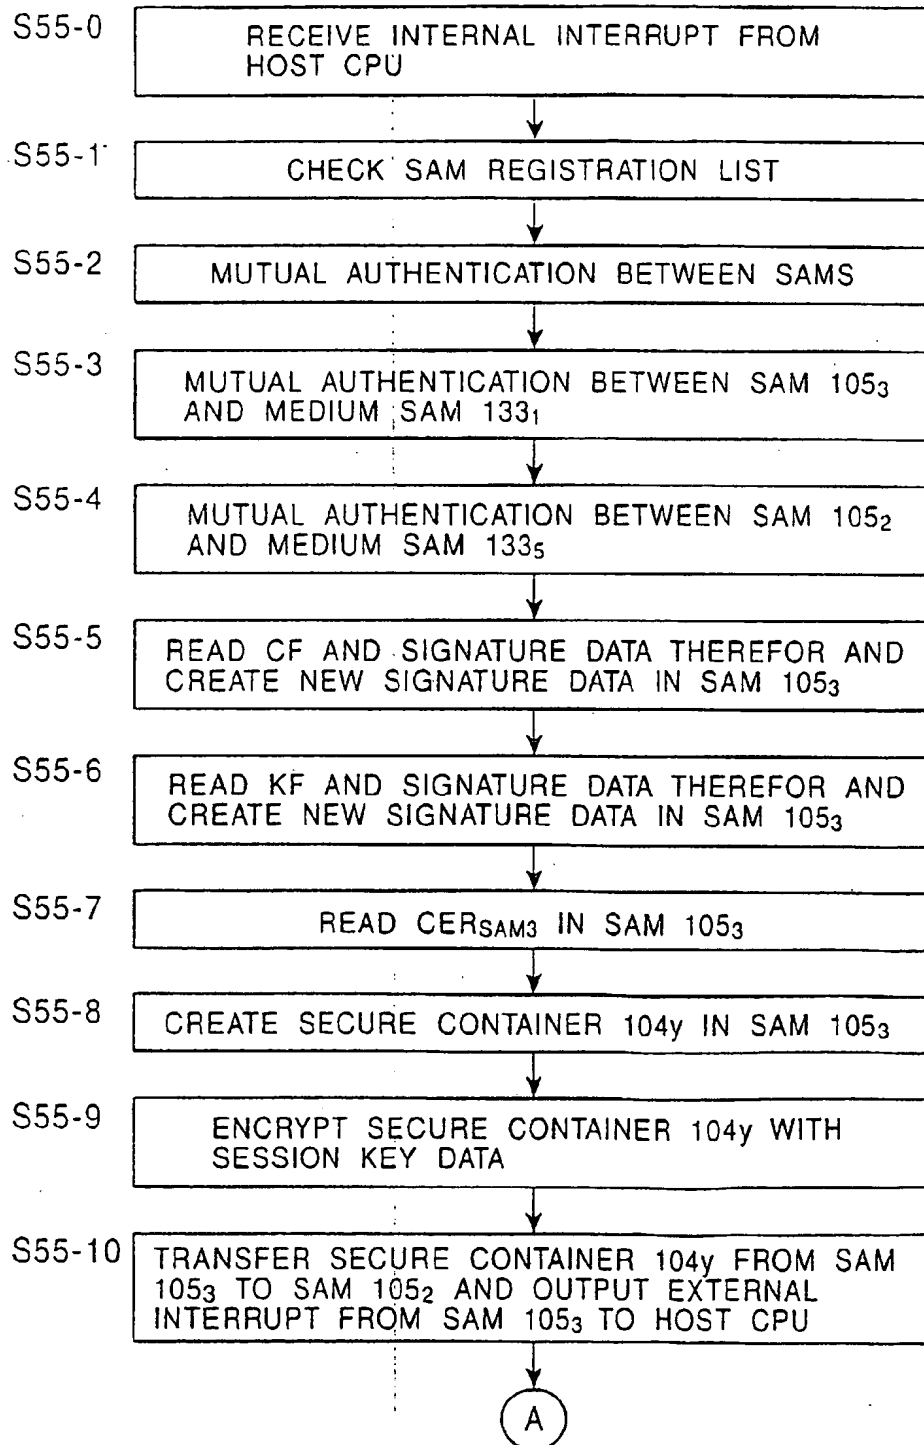 S55-0
RECEIVE INTERNAL INTERRUPT FROM
HOST CPU
S55-1
CHECK SAM REGISTRATION LIST
S55-2
MUTUAL AUTHENTICATION BETWEEN SAMS
S55-3
MUTUAL AUTHENTICATION BETWEEN SAM 105₃
AND MEDIUM SAM 133₁
S55-4
MUTUAL AUTHENTICATION BETWEEN SAM 105₂
AND MEDIUM SAM 133₅
S55-5
READ CF AND SIGNATURE DATA THEREFOR AND
CREATE NEW SIGNATURE DATA IN SAM 105₃
S55-6
READ KF AND SIGNATURE DATA THEREFOR AND
CREATE NEW SIGNATURE DATA IN SAM 105₃
S55-7
READ CER_SAM3 IN SAM 105₃
S55-8
CREATE SECURE CONTAINER 104y IN SAM 105₃
S55-9
ENCRYPT SECURE CONTAINER 104y WITH
SESSION KEY DATA
S55-10
TRANSFER SECURE CONTAINER 104y FROM SAM
105₃ TO SAM 105₂ AND OUTPUT EXTERNAL
INTERRUPT FROM SAM 105₃ TO HOST CPU
A